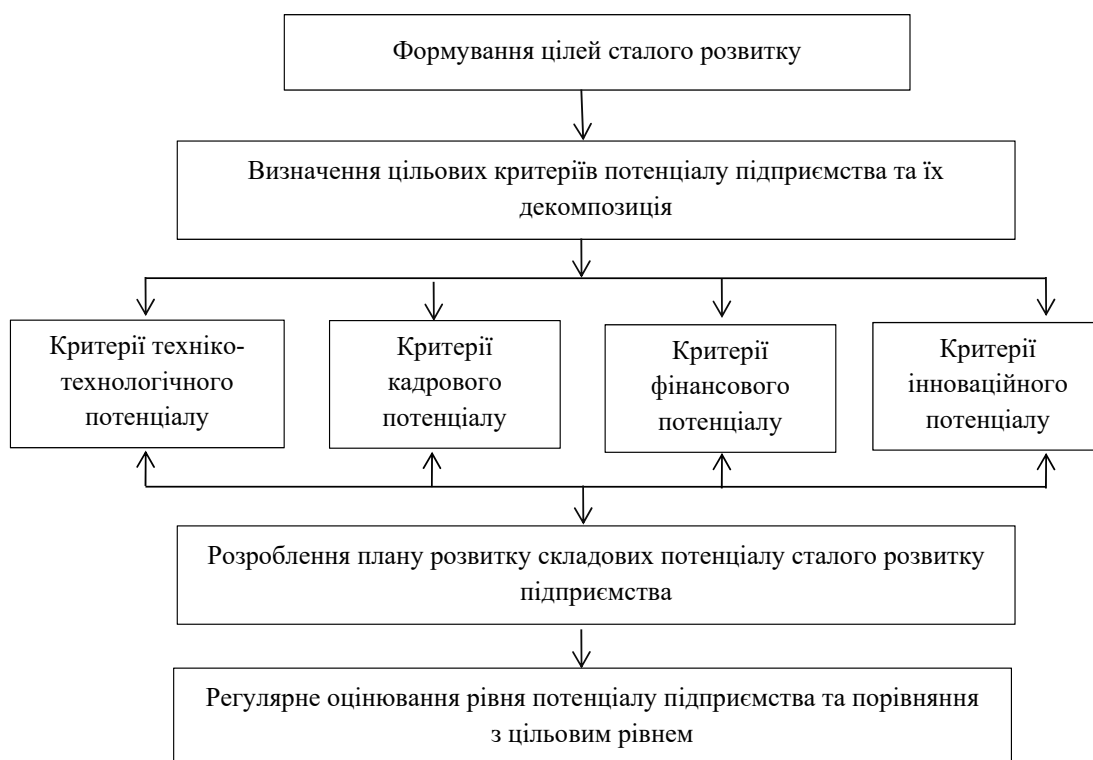 Формування цілей сталого розвитку
Визначення цільових критеріїв потенціалу підприємства та їх
декомпозиція
Критерії техніко-
технологічного
потенціалу
Критерії
кадрового
потенціалу
Критерії
фінансового
потенціалу
Критерії
інноваційного
потенціалу
Розроблення плану розвитку складових потенціалу сталого розвитку
підприємства
Регулярне оцінювання рівня потенціалу підприємства та порівняння
з цільовим рівнем